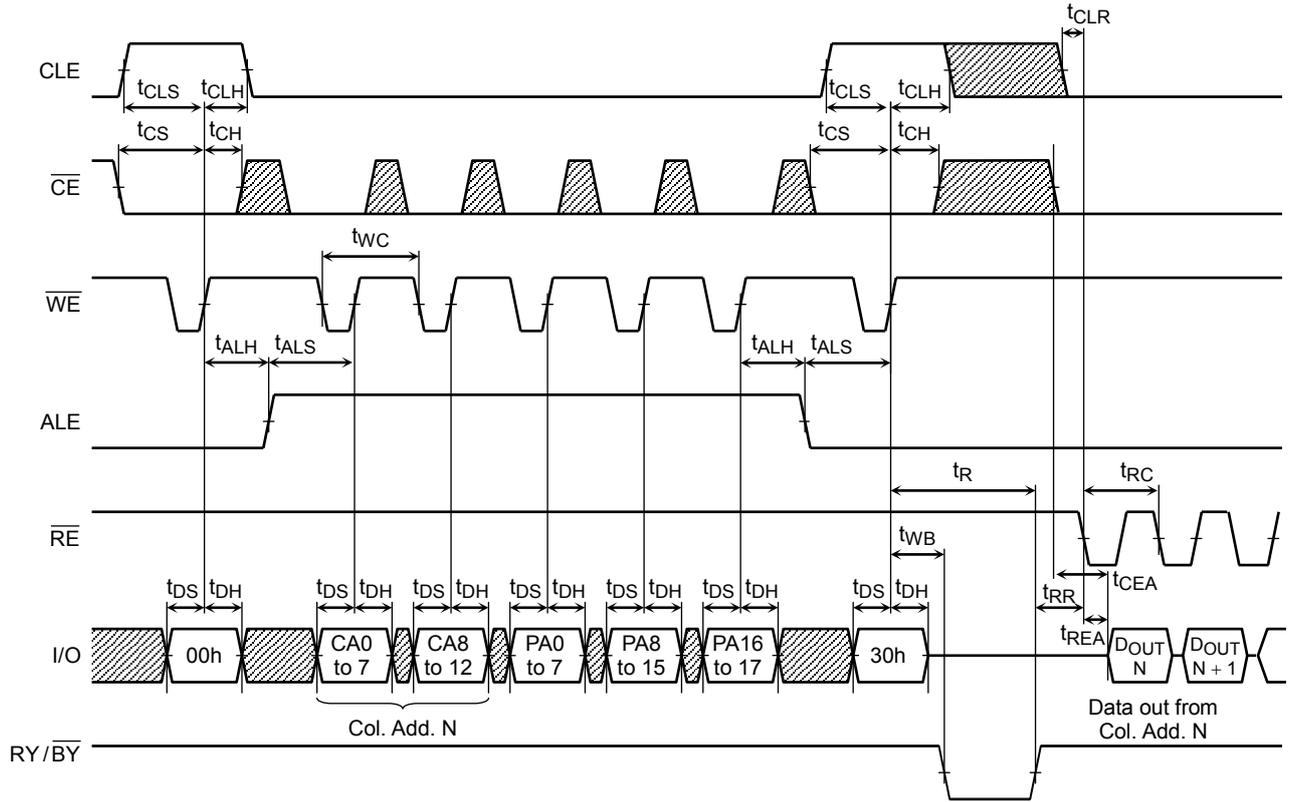 tCLR
CLE
tCLS tCLH tCLS tCLH
tCS tCH tCS tCH
CE
tWC
WE
tALH tALS tALH tALS
ALE
tR tRC
RE
tWB
tDS tDH tDS tDH tDS tDH tDS tDH tDS tDH tDS tDH tDS tDH tRR tCEA
tREA
I/O 00h CA0 to 7 CA8 to 12 PA0 to 7 PA8 to 15 PA16 to 17 30h DOUT N DOUT N + 1
Col. Add. N
Data out from
Col. Add. N
RY/BY